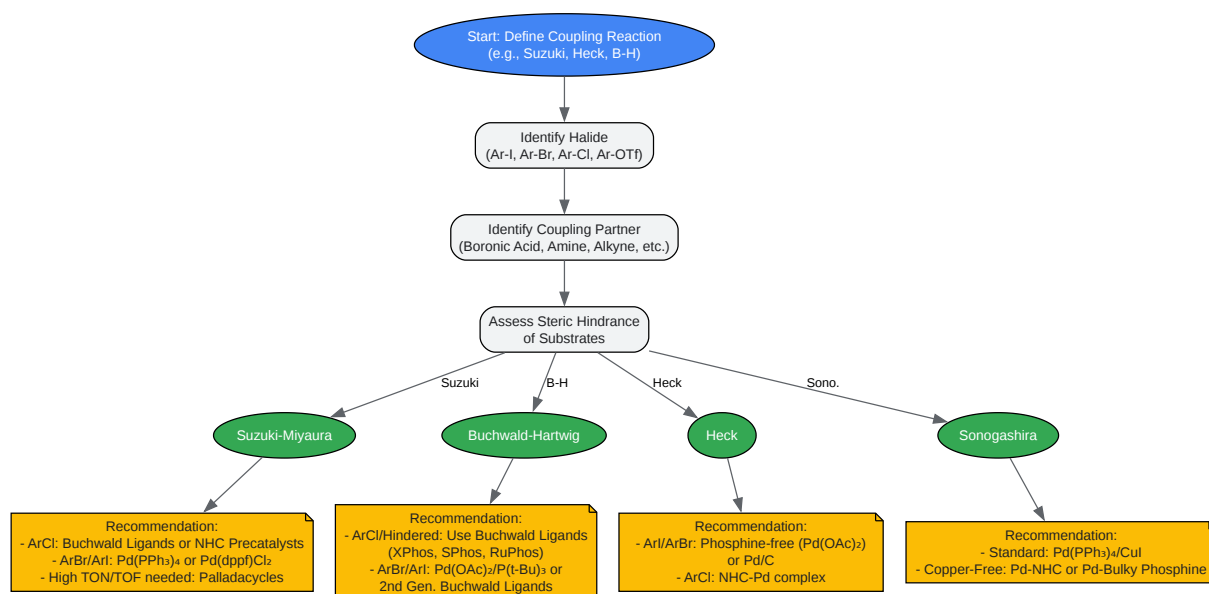 Start: Define Coupling Reaction
(e.g., Suzuki, Heck, B-H)
Identify Halide
(Ar-I, Ar-Br, Ar-Cl, Ar-OTf)
Identify Coupling Partner
(Boronic Acid, Amine, Alkyne, etc.)
Assess Steric Hindrance
of Substrates
Suzuki
B-H
Heck
Sono.
Suzuki-Miyaura
Buchwald-Hartwig
Heck
Sonogashira
Recommendation:
- ArCl: Buchwald Ligands or NHC Precatalysts
- ArBr/ArI: Pd(PPh₃)₄ or Pd(dppf)Cl₂
- High TON/TOF needed: Palladacycles
Recommendation:
- ArCl/Hindered: Use Buchwald Ligands
(XPhos, SPhos, RuPhos)
- ArBr/ArI: Pd(OAc)₂/P(t-Bu)₃ or
2nd Gen. Buchwald Ligands
Recommendation:
- ArI/ArBr: Phosphine-free (Pd(OAc)₂)
or Pd/C
- ArCl: NHC-Pd complex
Recommendation:
- Standard: Pd(PPh₃)₄/CuI
- Copper-Free: Pd-NHC or Pd-Bulky Phosphine